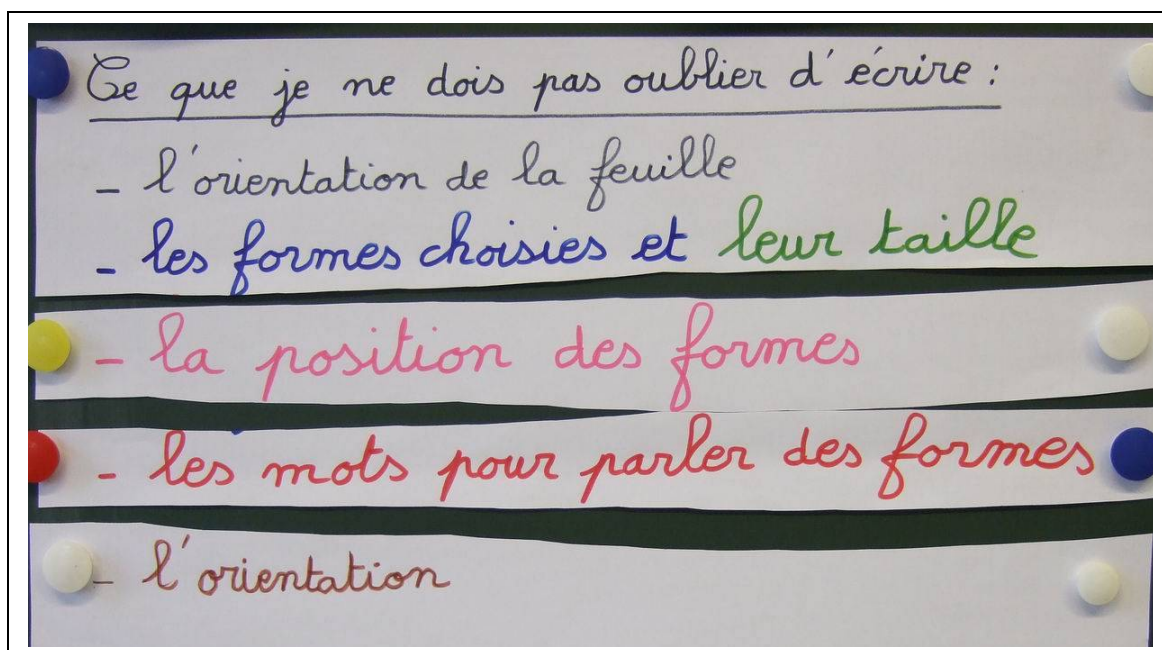 Ce que je ne dois pas oublier d'écrire :
- l'orientation de la feuille
- les formes choisies et leur taille
- la position des formes
- les mots pour parler des formes
- l'orientation